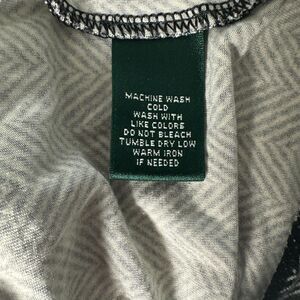 MACHINE WASH
COLD
WASH WITH
LIKE COLORS
DO NOT BLEACH
TUMBLE DRY LOW
WARM IRON
IF NEEDED